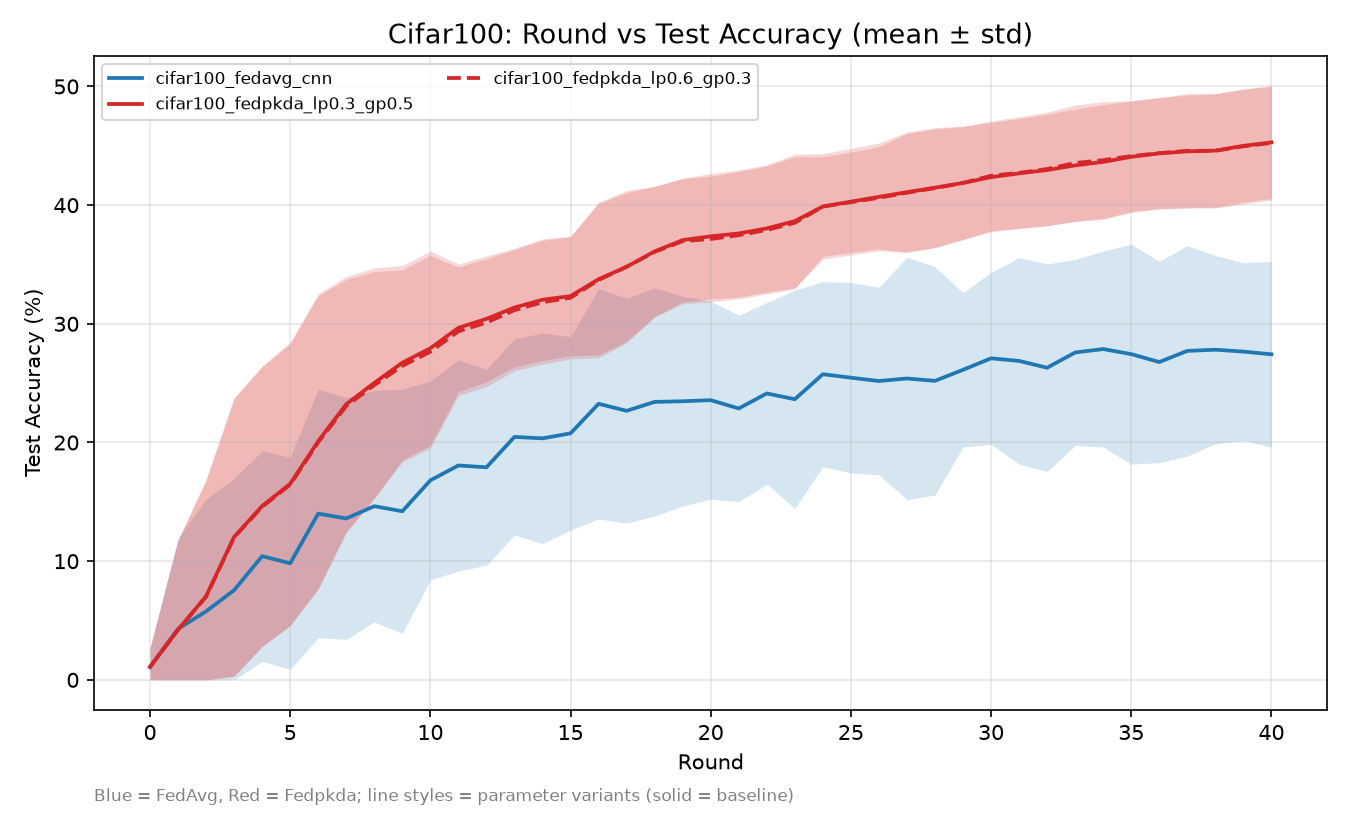 Cifar100: Round vs Test Accuracy (mean ± std)
cifar100_fedavg_cnn
cifar100_fedpkda_lp0.3_gp0.5
cifar100_fedpkda_lp0.6_gp0.3
Test Accuracy (%)
50
40
30
20
10
0
0 5 10 15 20 25 30 35 40
Round
Blue = FedAvg, Red = Fedpkda; line styles = parameter variants (solid = baseline)